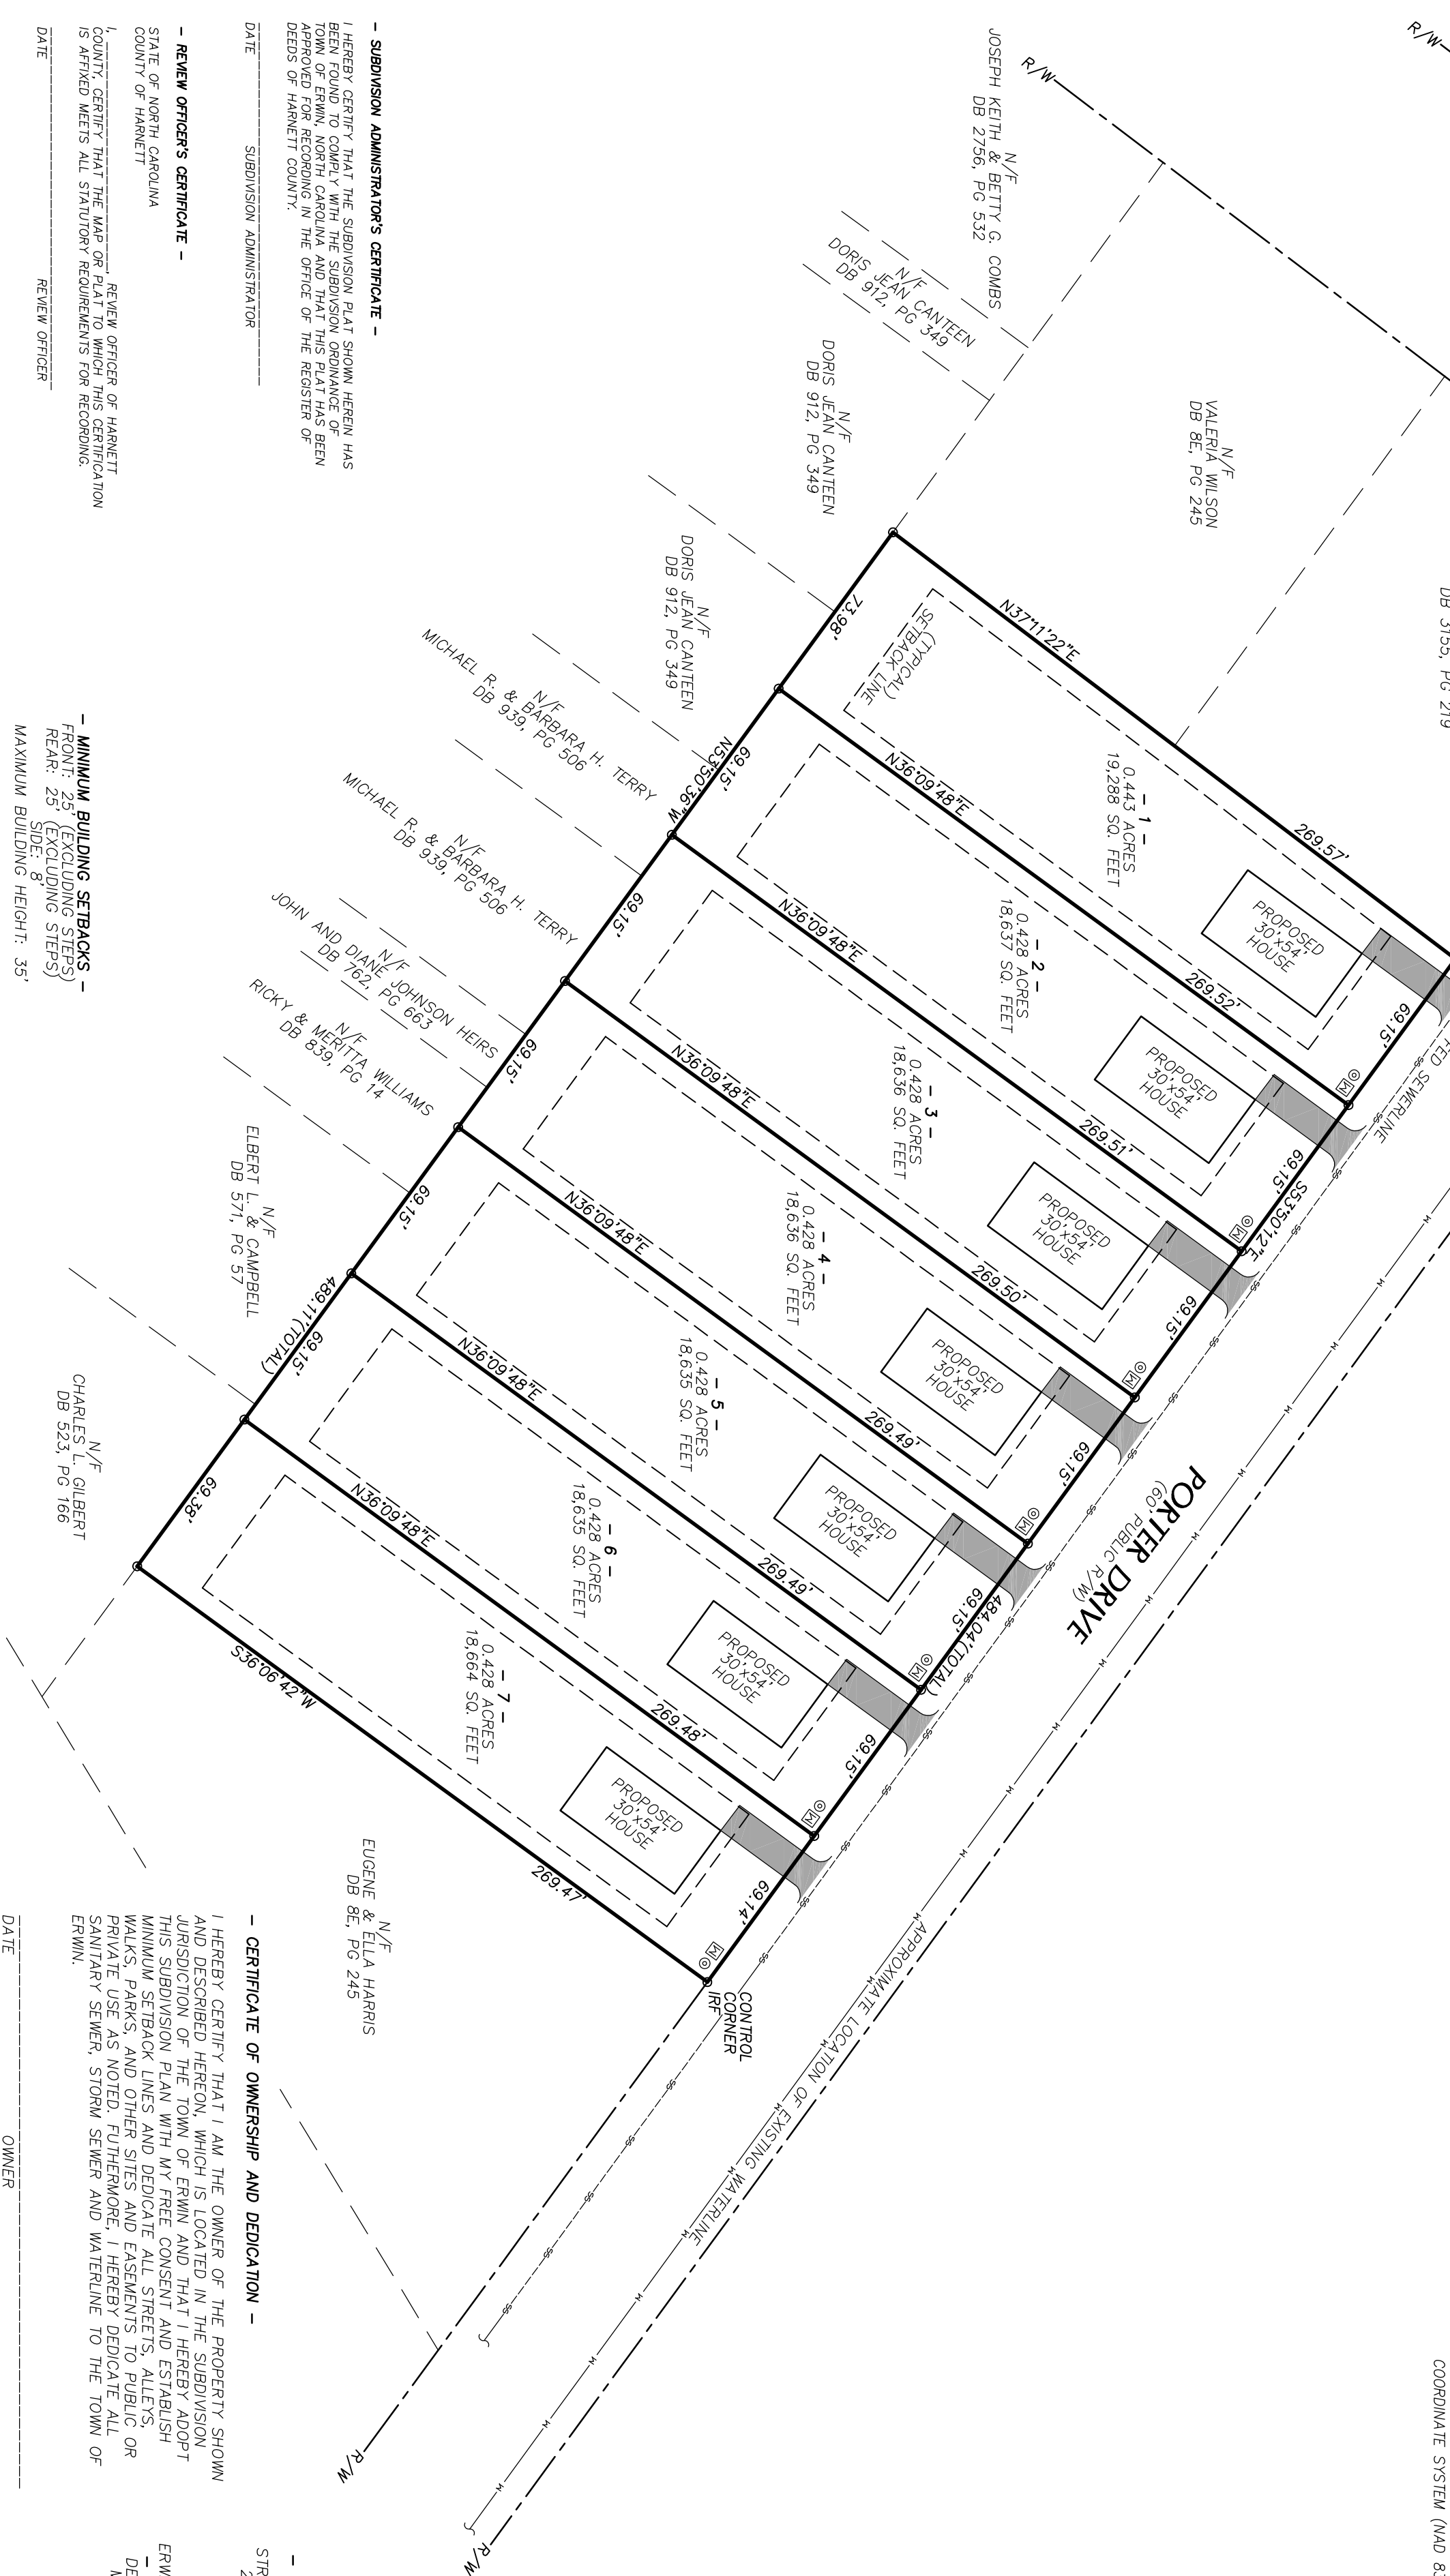 R/W
R/W
N/F
JOSEPH KEITH & BETTY G. COMBS
DB 2756, PG 532
N/F
DORIS JEAN CANTEEN
DB 912, PG 349
N/F
DORIS JEAN CANTEEN
DB 912, PG 349
N/F
DORIS JEAN CANTEEN
DB 912, PG 349
N/F
VALERIA WILSON
DB 8E, PG 245
DB 3155, PG 219
N/F
MICHAEL R. & BARBARA H. TERRY
DB 939, PG 506
N/F
MICHAEL R. & BARBARA H. TERRY
DB 939, PG 506
N/F
JOHN AND DIANE JOHNSON HEIRS
DB 762, PG 663
N/F
RICKY & MERITTA WILLIAMS
DB 839, PG 14
N/F
ELBERT L. & CAMPBELL
DB 571, PG 57
N/F
CHARLES L. GILBERT
DB 523, PG 166
N/F
EUGENE & ELLA HARRIS
DB 8E, PG 245
N37°11'22"E
269.57'
73.98'
SETBACK LINE
(TYPICAL)
- 1 -
0.443 ACRES
19,288 SQ. FEET
PROPOSED
30'x54'
HOUSE
69.15'
N36°09'48"E
269.52'
69.15'
N53°50'36"W
- 2 -
0.428 ACRES
18,637 SQ. FEET
PROPOSED
30'x54'
HOUSE
69.15'
S53°50'12"E
N36°09'48"E
269.51'
69.15'
- 3 -
0.428 ACRES
18,636 SQ. FEET
PROPOSED
30'x54'
HOUSE
69.15'
N36°09'48"E
269.50'
69.15'
- 4 -
0.428 ACRES
18,636 SQ. FEET
PROPOSED
30'x54'
HOUSE
69.15'
N36°09'48"E
269.49'
69.15'
- 5 -
0.428 ACRES
18,635 SQ. FEET
PROPOSED
30'x54'
HOUSE
69.15'
484.04'(TOTAL)
N36°09'48"E
269.49'
69.15'
489.11'(TOTAL)
- 6 -
0.428 ACRES
18,635 SQ. FEET
PROPOSED
30'x54'
HOUSE
69.15'
N36°09'48"E
269.48'
69.38'
- 7 -
0.428 ACRES
18,664 SQ. FEET
PROPOSED
30'x54'
HOUSE
69.14'
S36°06'42"W
269.47'
CONTROL
CORNER
IRF
SEWERLINE
PORTER DRIVE
(60' PUBLIC R/W)
APPROXIMATE LOCATION OF EXISTING WATERLINE
R/W
R/W
COORDINATE SYSTEM (NAD 83
- SUBDIVISION ADMINISTRATOR'S CERTIFICATE -
I HEREBY CERTIFY THAT THE SUBDIVISION PLAT SHOWN HEREIN HAS
BEEN FOUND TO COMPLY WITH THE SUBDIVSION ORDINANCE OF
TOWN OF ERWIN, NORTH CAROLINA AND THAT THIS PLAT HAS BEEN
APPROVED FOR RECORDING IN THE OFFICE OF THE REGISTER OF
DEEDS OF HARNETT COUNTY.
DATE SUBDIVISION ADMINISTRATOR
- REVIEW OFFICER'S CERTIFICATE -
STATE OF NORTH CAROLINA
COUNTY OF HARNETT
I, ____________________, REVIEW OFFICER OF HARNETT
COUNTY, CERTIFY THAT THE MAP OR PLAT TO WHICH THIS CERTIFICATION
IS AFFIXED MEETS ALL STATUTORY REQUIREMENTS FOR RECORDING.
DATE REVIEW OFFICER
- MINIMUM BUILDING SETBACKS -
FRONT: 25' (EXCLUDING STEPS)
REAR: 25' (EXCLUDING STEPS)
SIDE: 8'
MAXIMUM BUILDING HEIGHT: 35'
- CERTIFICATE OF OWNERSHIP AND DEDICATION -
I HEREBY CERTIFY THAT I AM THE OWNER OF THE PROPERTY SHOWN
AND DESCRIBED HEREON, WHICH IS LOCATED IN THE SUBDIVISION
JURISDICTION OF THE TOWN OF ERWIN AND THAT I HEREBY ADOPT
THIS SUBDIVISION PLAN WITH MY FREE CONSENT AND ESTABLISH
MINIMUM SETBACK LINES AND DEDICATE ALL STREETS, ALLEYS,
WALKS, PARKS, AND OTHER SITES AND EASEMENTS TO PUBLIC OR
PRIVATE USE AS NOTED. FUTHERMORE, I HEREBY DEDICATE ALL
SANITARY SEWER, STORM SEWER AND WATERLINE TO THE TOWN OF
ERWIN.
DATE OWNER